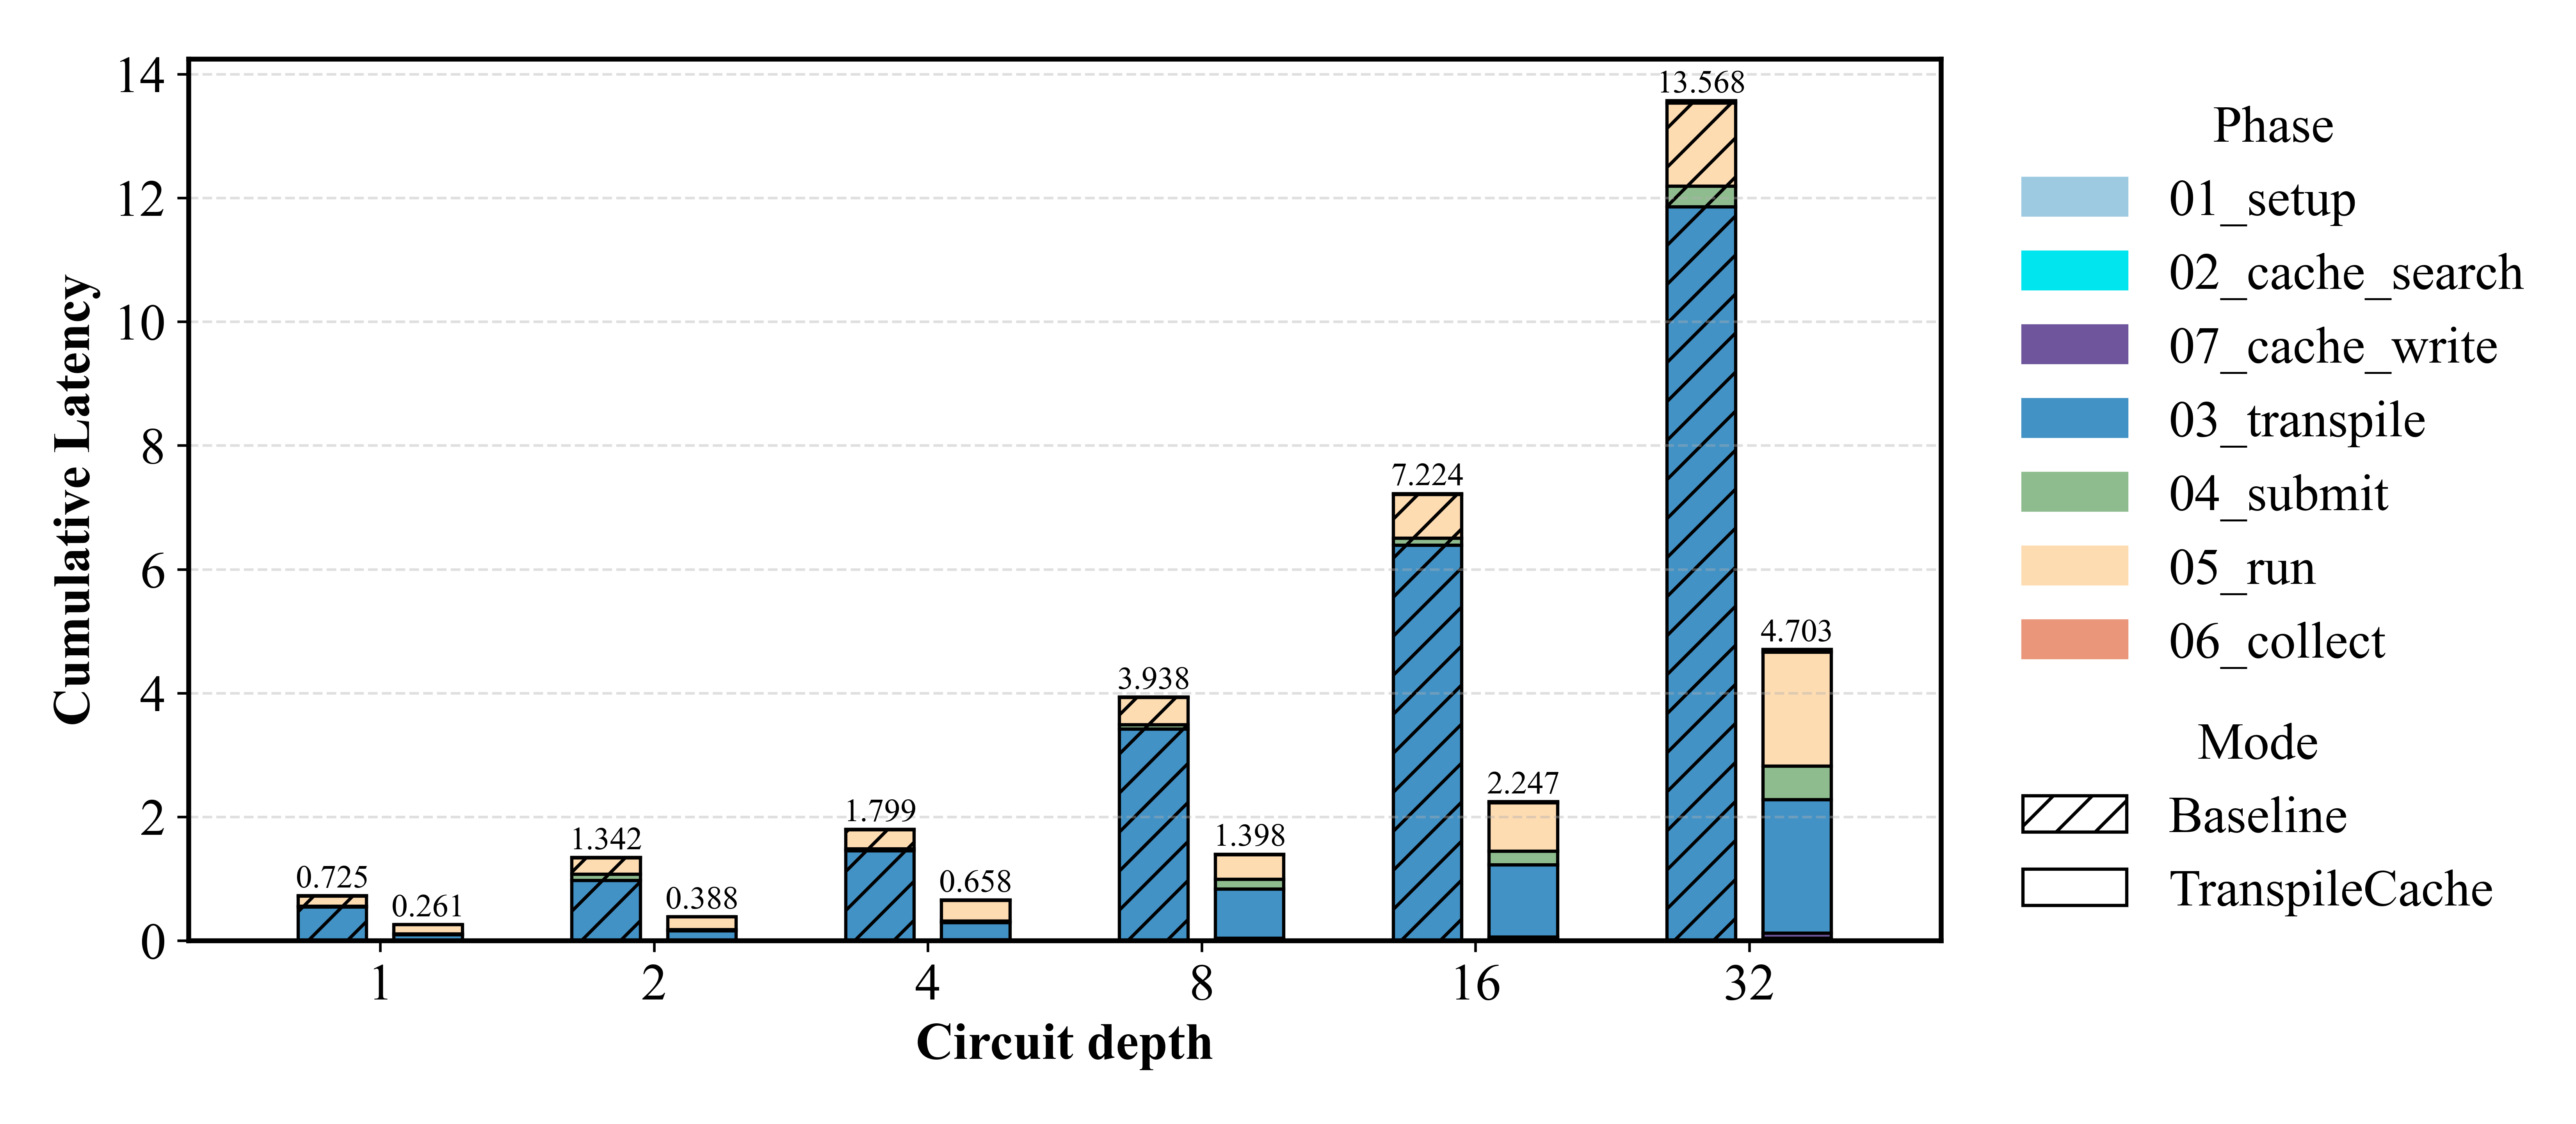 Cumulative Latency
14
12
10
8
6
4
2
0
0.725
0.261
1.342
0.388
1.799
0.658
3.938
1.398
7.224
2.247
13.568
4.703
1
2
4
8
16
32
Circuit depth
Phase
01_setup
02_cache_search
07_cache_write
03_transpile
04_submit
05_run
06_collect
Mode
Baseline
TranspileCache